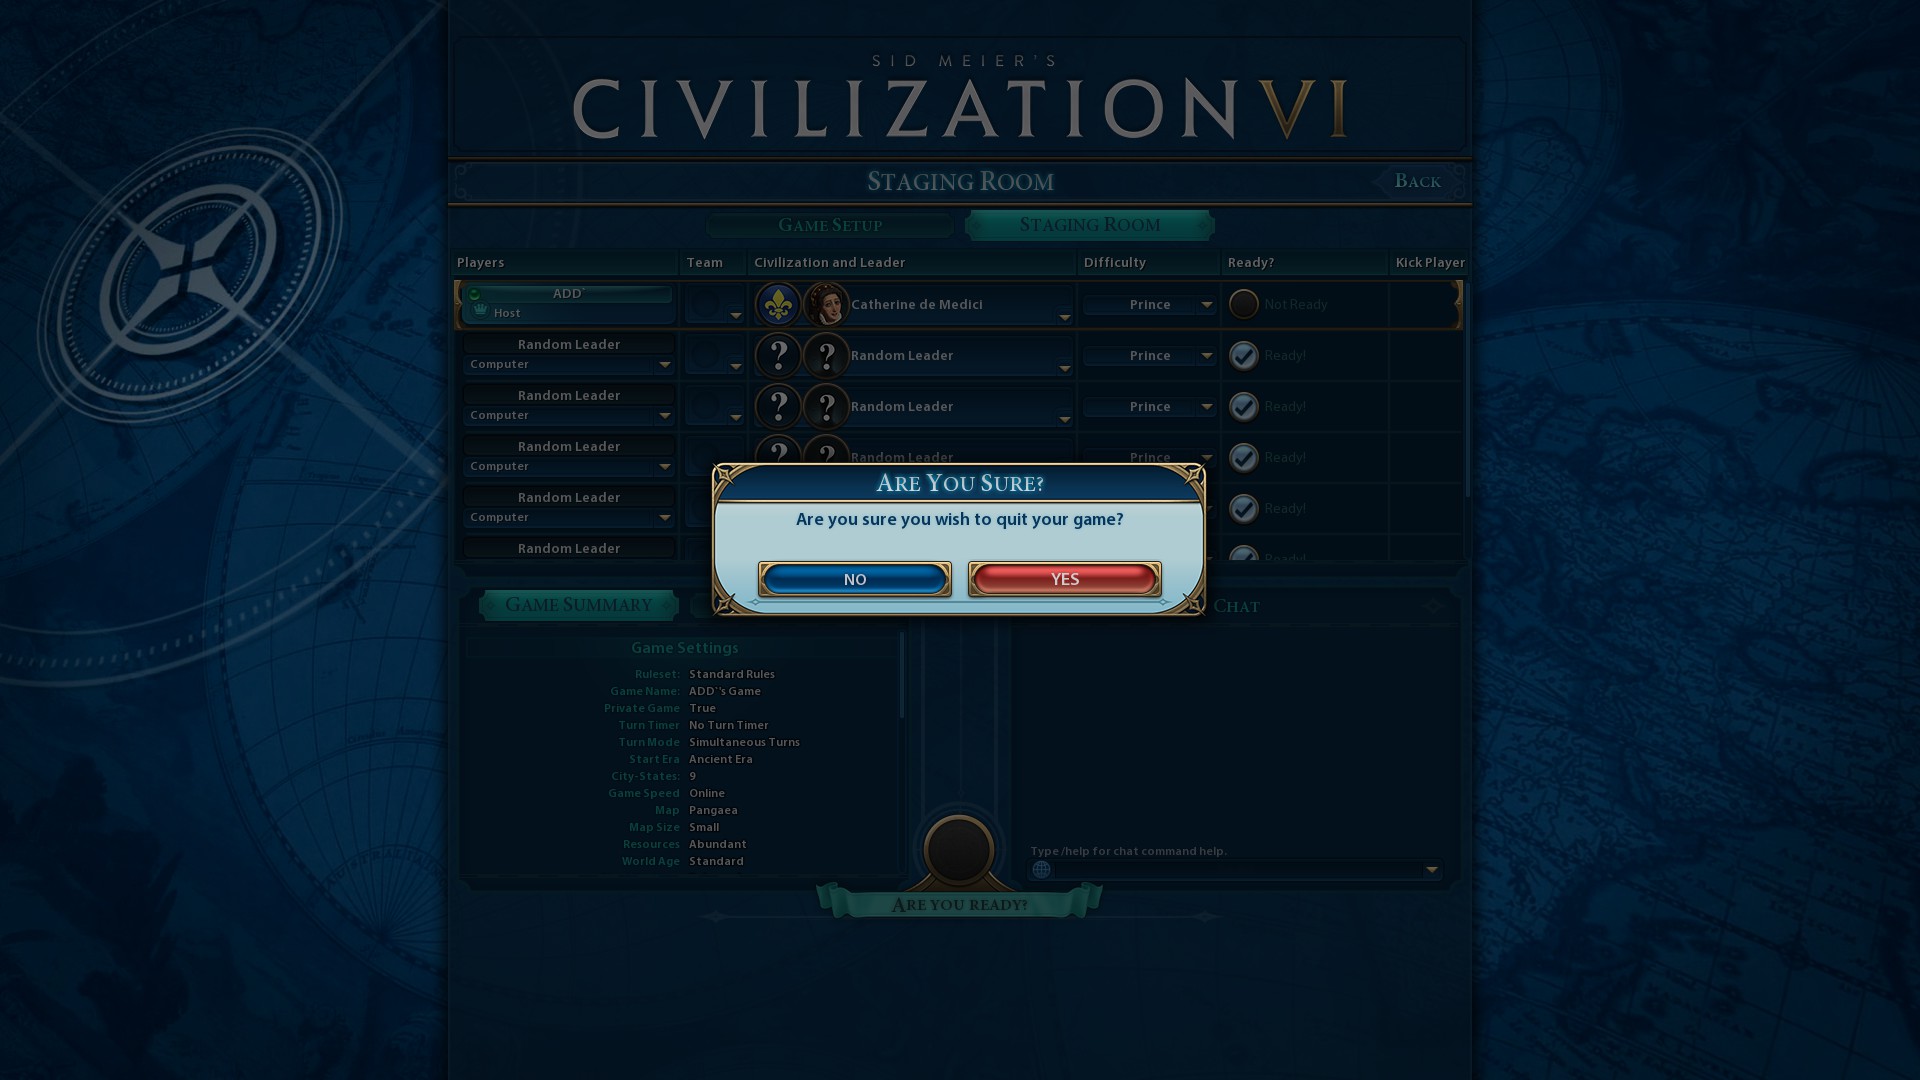 SID MEIER'S
CIVILIZATION VI
STAGING ROOM
BACK
GAME SETUP
STAGING ROOM
Players Team Civilization and Leader Difficulty Ready? Kick Player
ADD`
Host
Catherine de Medici
Prince
Not Ready
Random Leader
Computer
? ? Random Leader
Prince
Ready!
Random Leader
Computer
? ? Random Leader
Prince
Ready!
Random Leader
Computer
? ? Random Leader
Prince
Ready!
Random Leader
Computer
Ready!
Random Leader
Ready!
ARE YOU SURE?
Are you sure you wish to quit your game?
NO
YES
GAME SUMMARY
Game Settings
Ruleset: Standard Rules
Game Name: ADD`'s Game
Private Game True
Turn Timer No Turn Timer
Turn Mode Simultaneous Turns
Start Era Ancient Era
City-States: 9
Game Speed Online
Map Pangaea
Map Size Small
Resources Abundant
World Age Standard
CHAT
Type /help for chat command help.
ARE YOU READY?